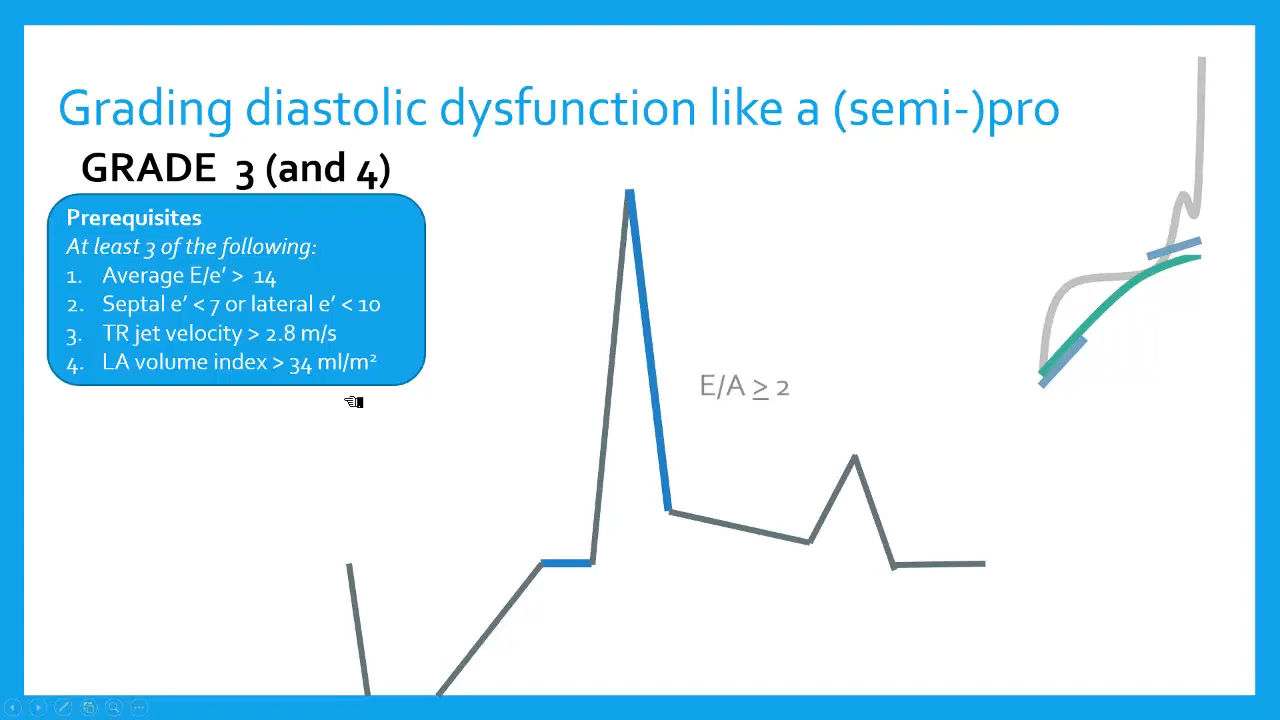 Grading diastolic dysfunction like a (semi-)pro
GRADE 3 (and 4)
Prerequisites
At least 3 of the following:
1. Average E/e' > 14
2. Septal e' < 7 or lateral e' < 10
3. TR jet velocity > 2.8 m/s
4. LA volume index > 34 ml/m²
E/A ≥ 2